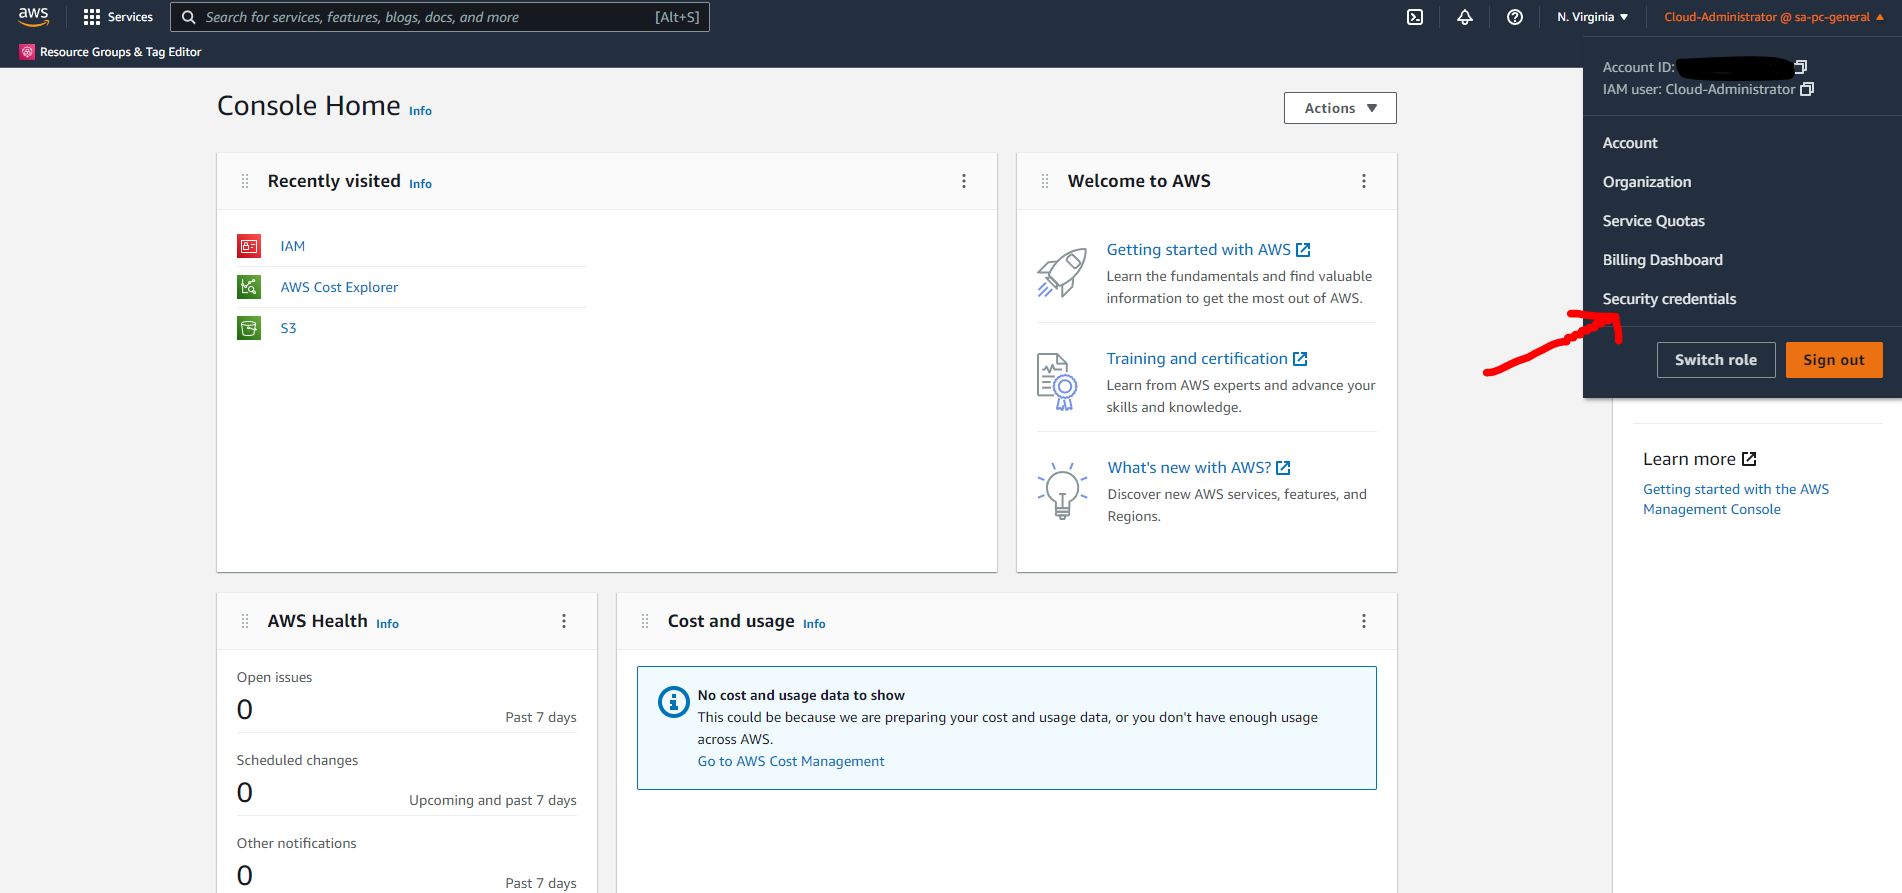 aws
Services
Search for services, features, blogs, docs, and more
[Alt+S]
N. Virginia
Cloud-Administrator @ sa-pc-general
Resource Groups & Tag Editor
Account ID:
IAM user: Cloud-Administrator
Account
Organization
Service Quotas
Billing Dashboard
Security credentials
Switch role
Sign out
Console Home Info
Actions
Recently visited Info
IAM
AWS Cost Explorer
S3
Welcome to AWS
Getting started with AWS
Learn the fundamentals and find valuable
information to get the most out of AWS.
Training and certification
Learn from AWS experts and advance your
skills and knowledge.
What's new with AWS?
Discover new AWS services, features, and
Regions.
Learn more
Getting started with the AWS
Management Console
AWS Health Info
Open issues
0
Past 7 days
Scheduled changes
0
Upcoming and past 7 days
Other notifications
0
Past 7 days
Cost and usage Info
No cost and usage data to show
This could be because we are preparing your cost and usage data, or you don't have enough usage
across AWS.
Go to AWS Cost Management